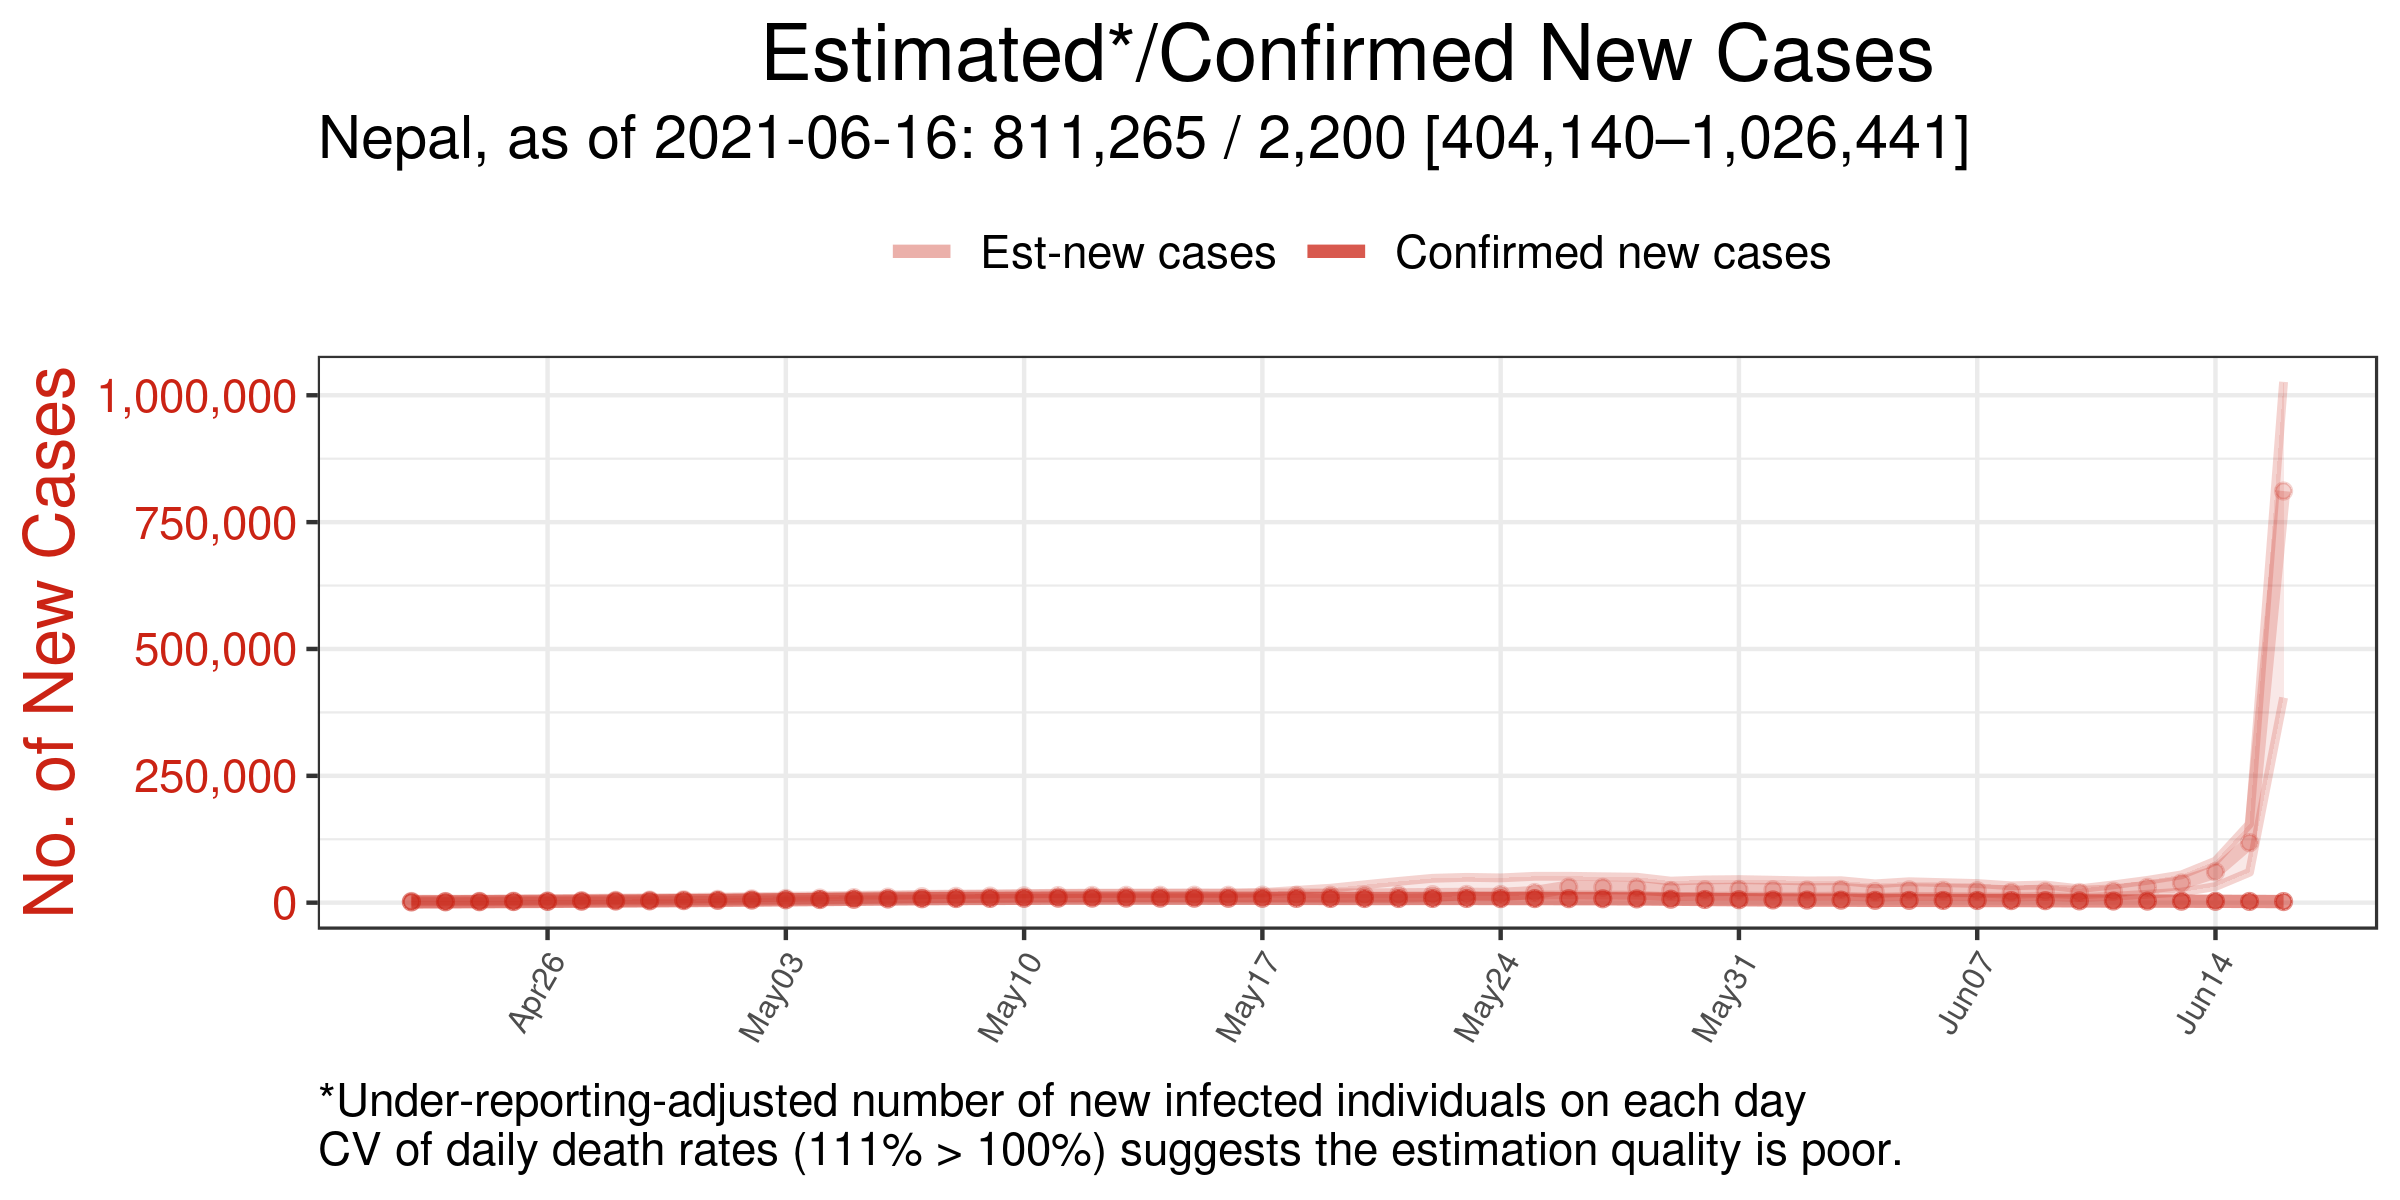 Estimated*/Confirmed New Cases
Nepal, as of 2021-06-16: 811,265 / 2,200 [404,140–1,026,441]
Est-new cases
Confirmed new cases
No. of New Cases
1,000,000
750,000
500,000
250,000
0
Apr26
May03
May10
May17
May24
May31
Jun07
Jun14
*Under-reporting-adjusted number of new infected individuals on each day
CV of daily death rates (111% > 100%) suggests the estimation quality is poor.